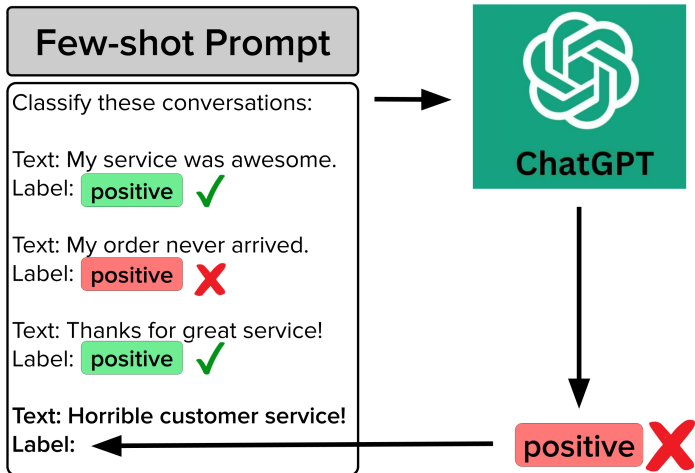 Few-shot Prompt
Classify these conversations:
Text: My service was awesome.
Label: positive
Text: My order never arrived.
Label: positive
Text: Thanks for great service!
Label: positive
Text: Horrible customer service!
Label:
ChatGPT
positive